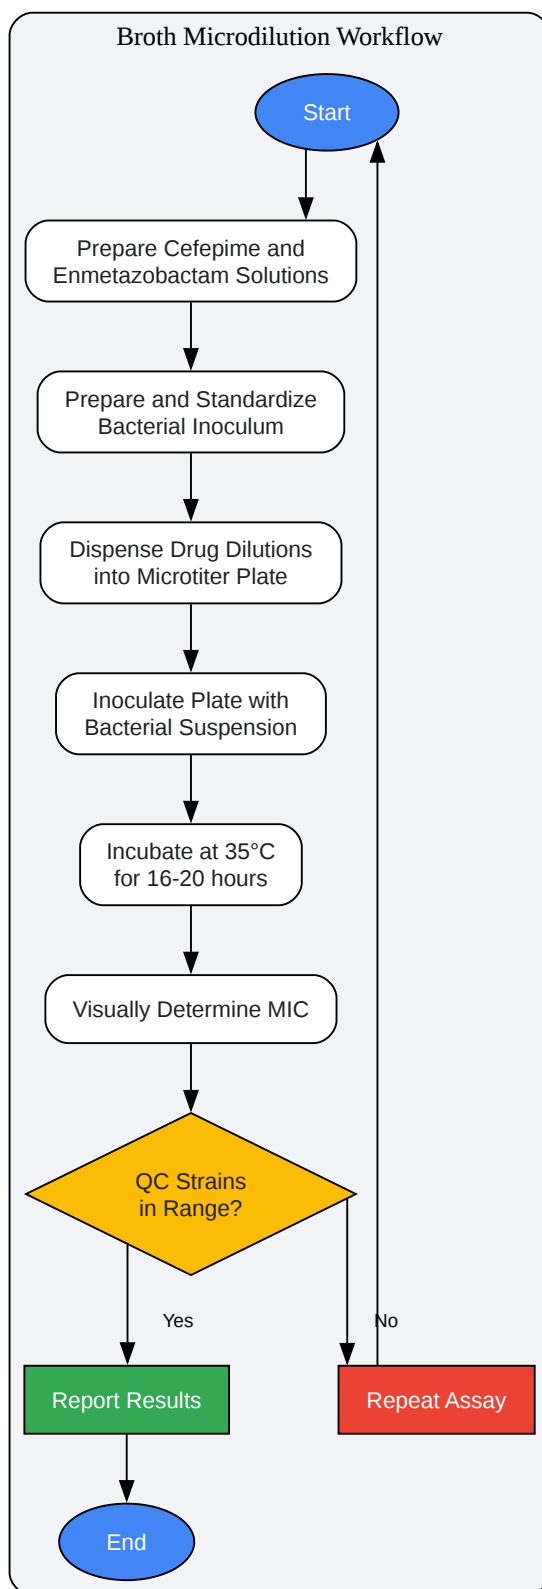 Broth Microdilution Workflow
Start
Prepare Cefepime and
Enmetazobactam Solutions
Prepare and Standardize
Bacterial Inoculum
Dispense Drug Dilutions
into Microtiter Plate
Inoculate Plate with
Bacterial Suspension
Incubate at 35°C
for 16-20 hours
Visually Determine MIC
QC Strains
in Range?
Yes
No
Report Results
Repeat Assay
End